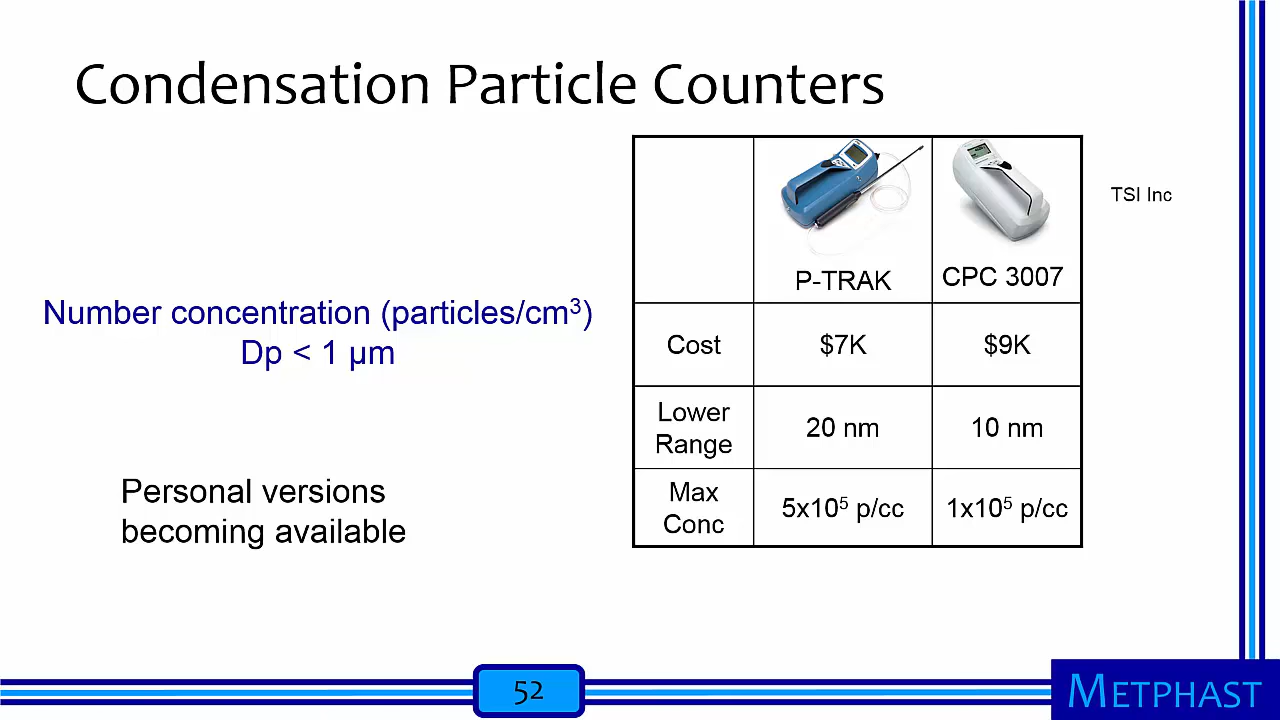 Condensation Particle Counters
TSI Inc
P-TRAK CPC 3007
Number concentration (particles/cm³)
Dp < 1 µm
Cost $7K $9K
Lower
Range 20 nm 10 nm
Personal versions
becoming available
Max
Conc 5x10⁵ p/cc 1x10⁵ p/cc
52
METPHAST